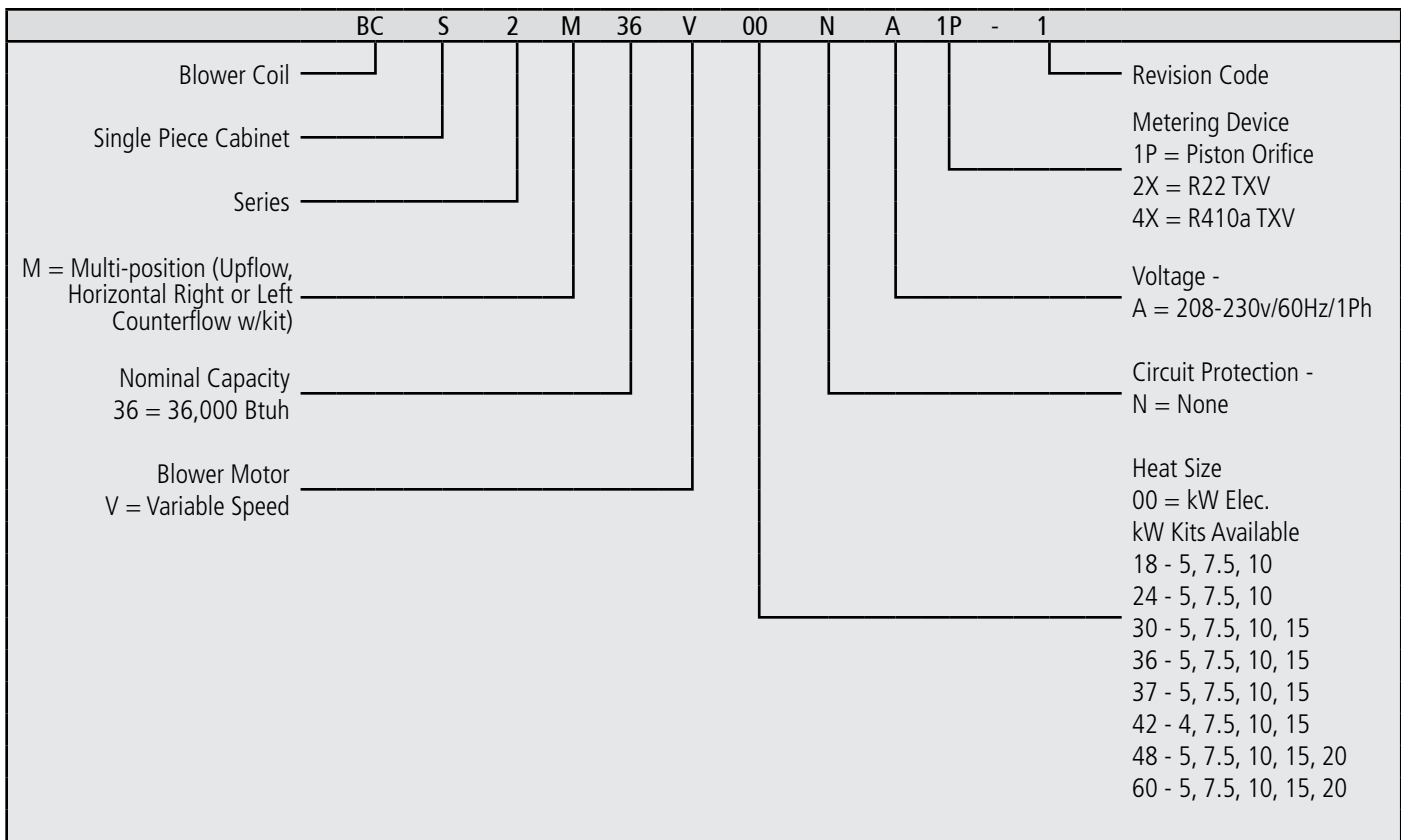 BC S 2 M 36 V 00 N A 1P - 1
Blower Coil
Single Piece Cabinet
Series
M = Multi-position (Upflow,
Horizontal Right or Left
Counterflow w/kit)
Nominal Capacity
36 = 36,000 Btuh
Blower Motor
V = Variable Speed
Revision Code
Metering Device
1P = Piston Orifice
2X = R22 TXV
4X = R410a TXV
Voltage -
A = 208-230v/60Hz/1Ph
Circuit Protection -
N = None
Heat Size
00 = kW Elec.
kW Kits Available
18 - 5, 7.5, 10
24 - 5, 7.5, 10
30 - 5, 7.5, 10, 15
36 - 5, 7.5, 10, 15
37 - 5, 7.5, 10, 15
42 - 4, 7.5, 10, 15
48 - 5, 7.5, 10, 15, 20
60 - 5, 7.5, 10, 15, 20